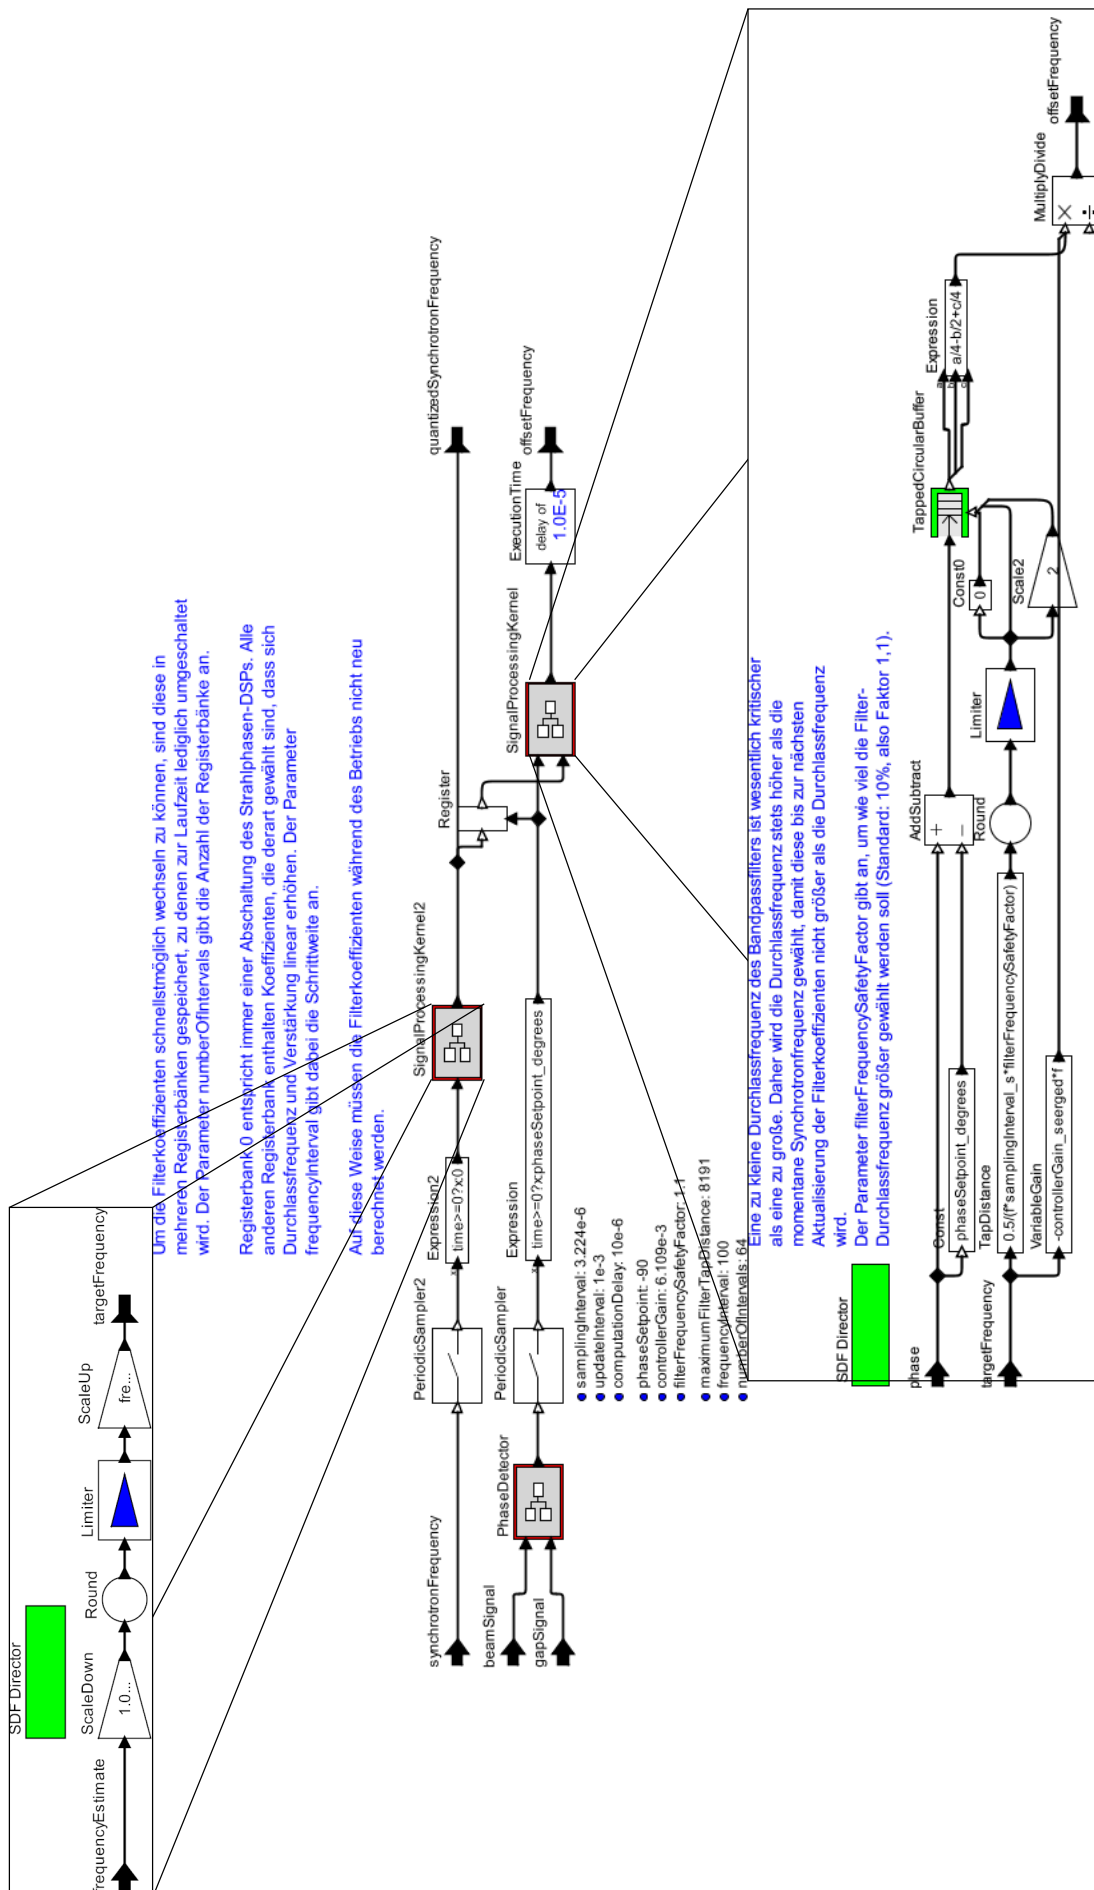 SDF Director
frequencyEstimate
ScaleDown
1.0...
Round
Limiter
ScaleUp
fre...
targetFrequency
Um die Filterkoeffizienten schnellstmöglich wechseln zu können, sind diese in
mehreren Registerbänken gespeichert, zu denen zur Laufzeit lediglich umgeschaltet
wird. Der Parameter numberOfIntervals gibt die Anzahl der Registerbänke an.
Registerbank 0 entspricht immer einer Abschaltung des Strahlphasen-DSPs. Alle
anderen Registerbank enthalten Koeffizienten, die derart gewählt sind, dass sich
Durchlassfrequenz und Verstärkung linear erhöhen. Der Parameter
frequencyInterval gibt dabei die Schrittweite an.
Auf diese Weise müssen die Filterkoeffizienten während des Betriebs nicht neu
berechnet werden.
synchrotronFrequency
PeriodicSampler2
Expression2
time>=0?x:0
SignalProcessingKernel2
Register
quantizedSynchrotronFrequency
beamSignal
gapSignal
PhaseDetector
PeriodicSampler
Expression
time>=0?x:phaseSetpoint_degrees
SignalProcessingKernel
ExecutionTime
delay of
1.0E-5
offsetFrequency
samplingInterval: 3.224e-6
updateInterval: 1e-3
computationDelay: 10e-6
phaseSetpoint: -90
controllerGain: 6.109e-3
filterFrequencySafetyFactor: 1.1
maximumFilterTapDistance: 8191
frequencyInterval: 100
numberOfIntervals: 64
Eine zu kleine Durchlassfrequenz des Bandpassfilters ist wesentlich kritischer
als eine zu große. Daher wird die Durchlassfrequenz stets höher als die
momentane Synchrotronfrequenz gewählt, damit diese bis zur nächsten
Aktualisierung der Filterkoeffizienten nicht größer als die Durchlassfrequenz
wird.
Der Parameter filterFrequencySafetyFactor gibt an, um wie viel die Filter-
Durchlassfrequenz größer gewählt werden soll (Standard: 10%, also Faktor 1,1).
SDF Director
phase
Const
phaseSetpoint_degrees
AddSubtract
+
−
TappedCircularBuffer
Expression
a
b
c
a/4-b/2+c/4
MultiplyDivide
×
÷
offsetFrequency
targetFrequency
TapDistance
0.5/(f*samplingInterval_s*filterFrequencySafetyFactor)
Round
Limiter
Const0
0
Scale2
2
VariableGain
-controllerGain_seerged*f